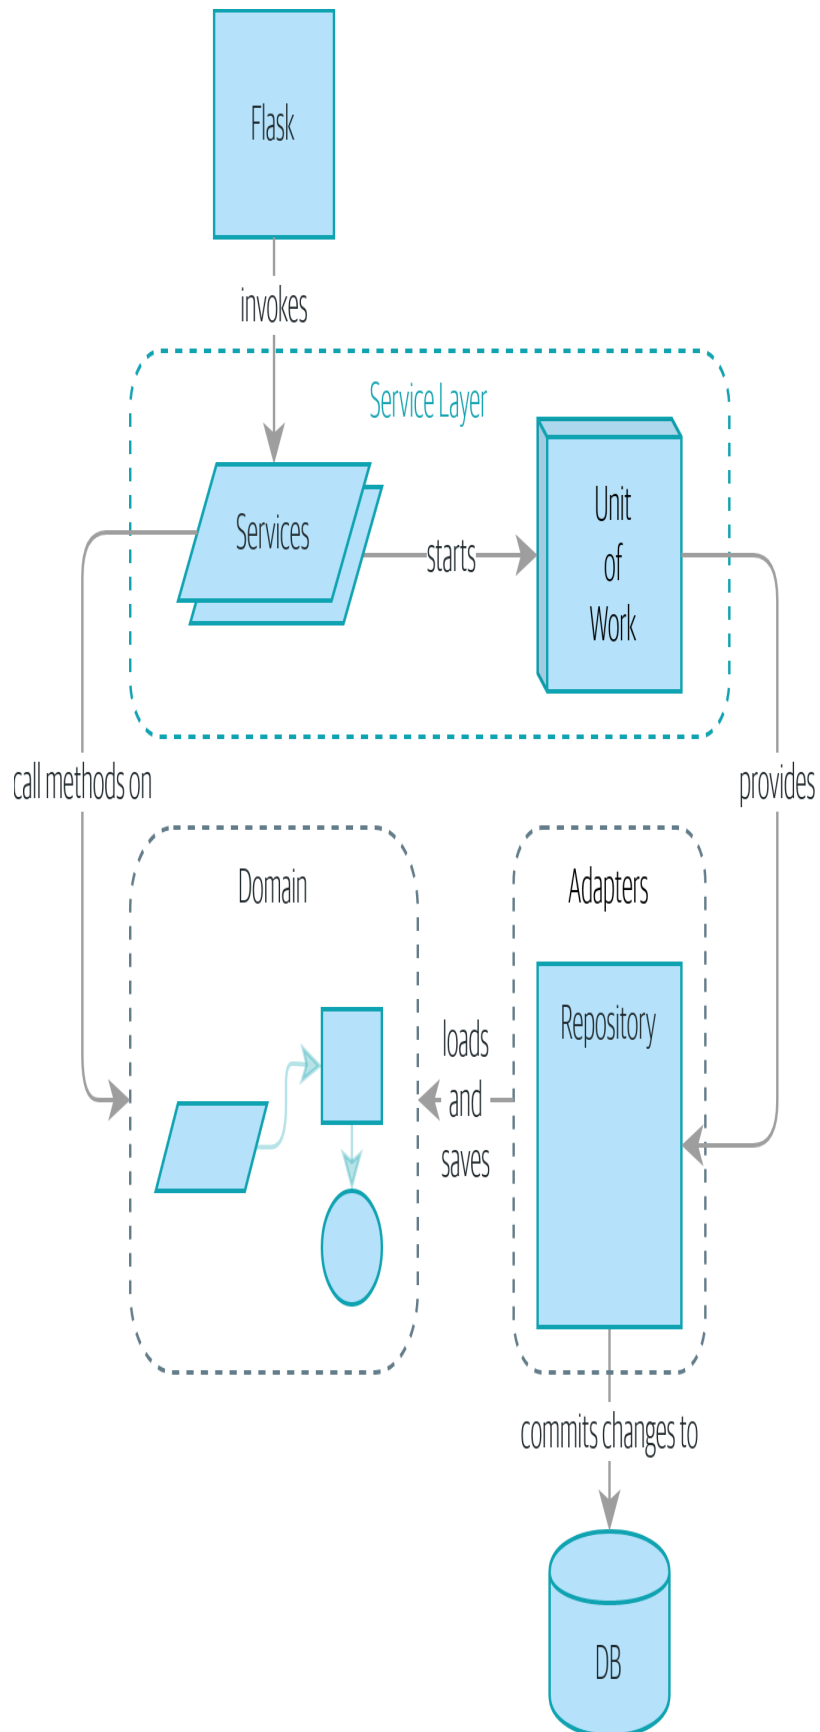 Flask
invokes
Service Layer
Services
starts
Unit
of
Work
call methods on
provides
Domain
Adapters
Repository
loads
and
saves
commits changes to
DB